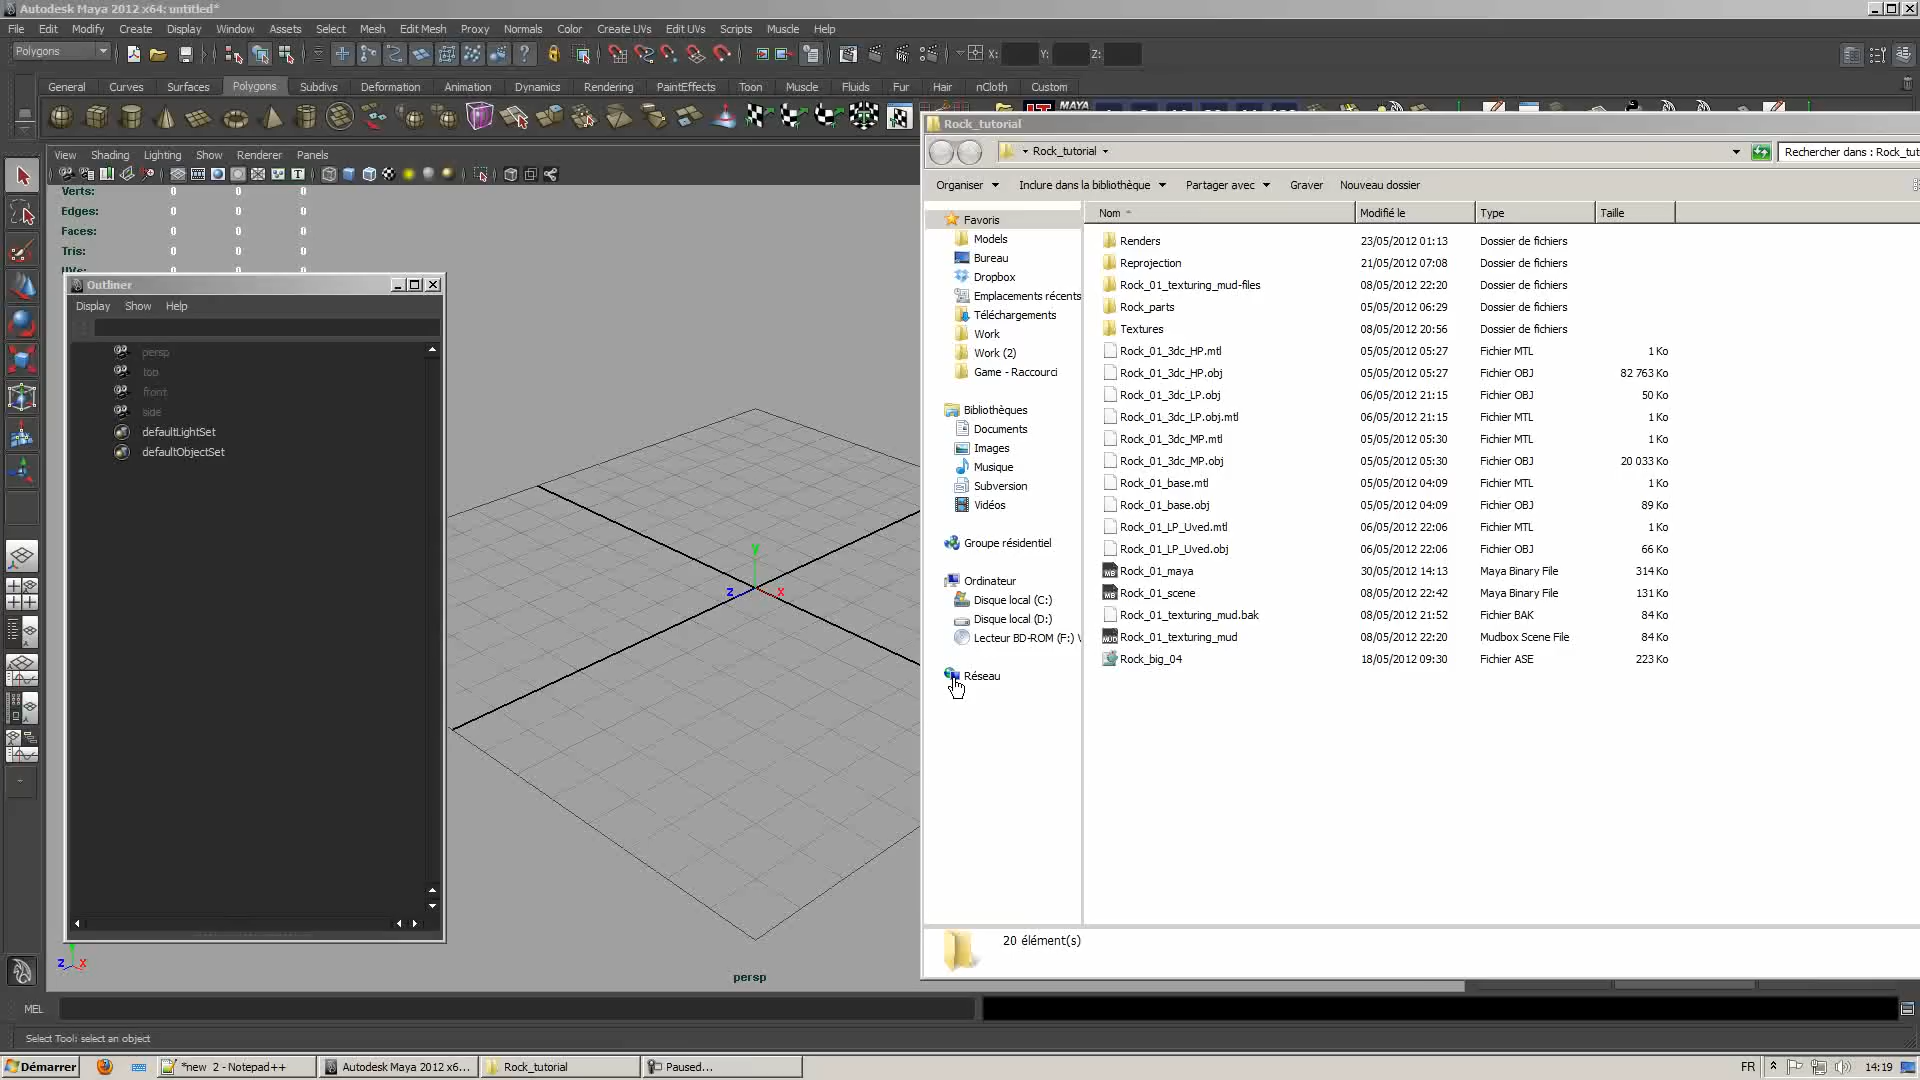 Autodesk Maya 2012 x64: untitled*
File Edit Modify Create Display Window Assets Select Mesh Edit Mesh Proxy Normals Color Create UVs Edit UVs Scripts Muscle Help
Polygons
X: Y: Z:
General Curves Surfaces Polygons Subdivs Deformation Animation Dynamics Rendering PaintEffects Toon Muscle Fluids Fur Hair nCloth Custom
MAYA
View Shading Lighting Show Renderer Panels
Verts: 0 0 0
Edges: 0 0 0
Faces: 0 0 0
Tris: 0 0 0
UVs:
Outliner
Display Show Help
persp
top
front
side
defaultLightSet
defaultObjectSet
y
z x
z x
persp
Rock_tutorial
Rock_tutorial
Rechercher dans : Rock_tut
Organiser Inclure dans la bibliothèque Partager avec Graver Nouveau dossier
Favoris
Models
Bureau
Dropbox
Emplacements récents
Téléchargements
Work
Work (2)
Game - Raccourci
Bibliothèques
Documents
Images
Musique
Subversion
Vidéos
Groupe résidentiel
Ordinateur
Disque local (C:)
Disque local (D:)
Lecteur BD-ROM (F:) \
Réseau
Nom Modifié le Type Taille
Renders 23/05/2012 01:13 Dossier de fichiers
Reprojection 21/05/2012 07:08 Dossier de fichiers
Rock_01_texturing_mud-files 08/05/2012 22:20 Dossier de fichiers
Rock_parts 05/05/2012 06:29 Dossier de fichiers
Textures 08/05/2012 20:56 Dossier de fichiers
Rock_01_3dc_HP.mtl 05/05/2012 05:27 Fichier MTL 1 Ko
Rock_01_3dc_HP.obj 05/05/2012 05:27 Fichier OBJ 82 763 Ko
Rock_01_3dc_LP.obj 06/05/2012 21:15 Fichier OBJ 50 Ko
Rock_01_3dc_LP.obj.mtl 06/05/2012 21:15 Fichier MTL 1 Ko
Rock_01_3dc_MP.mtl 05/05/2012 05:30 Fichier MTL 1 Ko
Rock_01_3dc_MP.obj 05/05/2012 05:30 Fichier OBJ 20 033 Ko
Rock_01_base.mtl 05/05/2012 04:09 Fichier MTL 1 Ko
Rock_01_base.obj 05/05/2012 04:09 Fichier OBJ 89 Ko
Rock_01_LP_Uved.mtl 06/05/2012 22:06 Fichier MTL 1 Ko
Rock_01_LP_Uved.obj 06/05/2012 22:06 Fichier OBJ 66 Ko
Rock_01_maya 30/05/2012 14:13 Maya Binary File 314 Ko
Rock_01_scene 08/05/2012 22:42 Maya Binary File 131 Ko
Rock_01_texturing_mud.bak 08/05/2012 21:52 Fichier BAK 84 Ko
Rock_01_texturing_mud 08/05/2012 22:20 Mudbox Scene File 84 Ko
Rock_big_04 18/05/2012 09:30 Fichier ASE 223 Ko
20 élément(s)
MEL
Select Tool: select an object
Démarrer *new 2 - Notepad++ Autodesk Maya 2012 x6... Rock_tutorial Paused... FR 14:19